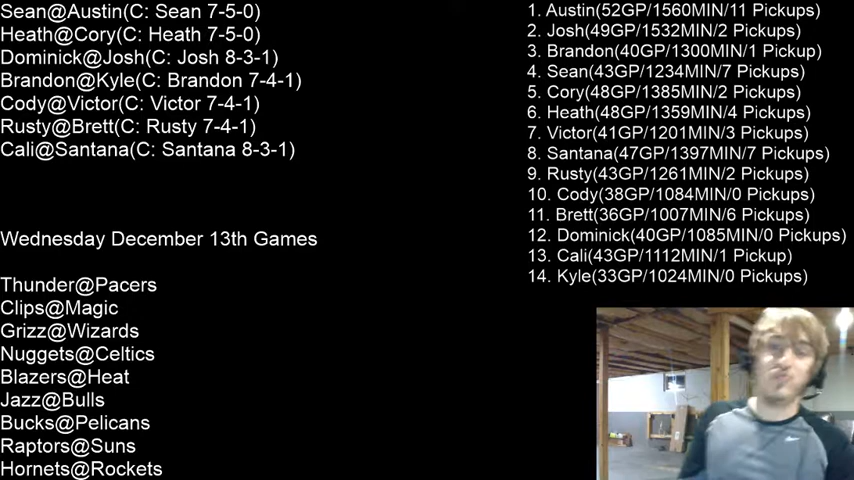 Sean@Austin(C: Sean 7-5-0)
Heath@Cory(C: Heath 7-5-0)
Dominick@Josh(C: Josh 8-3-1)
Brandon@Kyle(C: Brandon 7-4-1)
Cody@Victor(C: Victor 7-4-1)
Rusty@Brett(C: Rusty 7-4-1)
Cali@Santana(C: Santana 8-3-1)
Wednesday December 13th Games
Thunder@Pacers
Clips@Magic
Grizz@Wizards
Nuggets@Celtics
Blazers@Heat
Jazz@Bulls
Bucks@Pelicans
Raptors@Suns
Hornets@Rockets
1. Austin(52GP/1560MIN/11 Pickups)
2. Josh(49GP/1532MIN/2 Pickups)
3. Brandon(40GP/1300MIN/1 Pickup)
4. Sean(43GP/1234MIN/7 Pickups)
5. Cory(48GP/1385MIN/2 Pickups)
6. Heath(48GP/1359MIN/4 Pickups)
7. Victor(41GP/1201MIN/3 Pickups)
8. Santana(47GP/1397MIN/7 Pickups)
9. Rusty(43GP/1261MIN/2 Pickups)
10. Cody(38GP/1084MIN/0 Pickups)
11. Brett(36GP/1007MIN/6 Pickups)
12. Dominick(40GP/1085MIN/0 Pickups)
13. Cali(43GP/1112MIN/1 Pickup)
14. Kyle(33GP/1024MIN/0 Pickups)